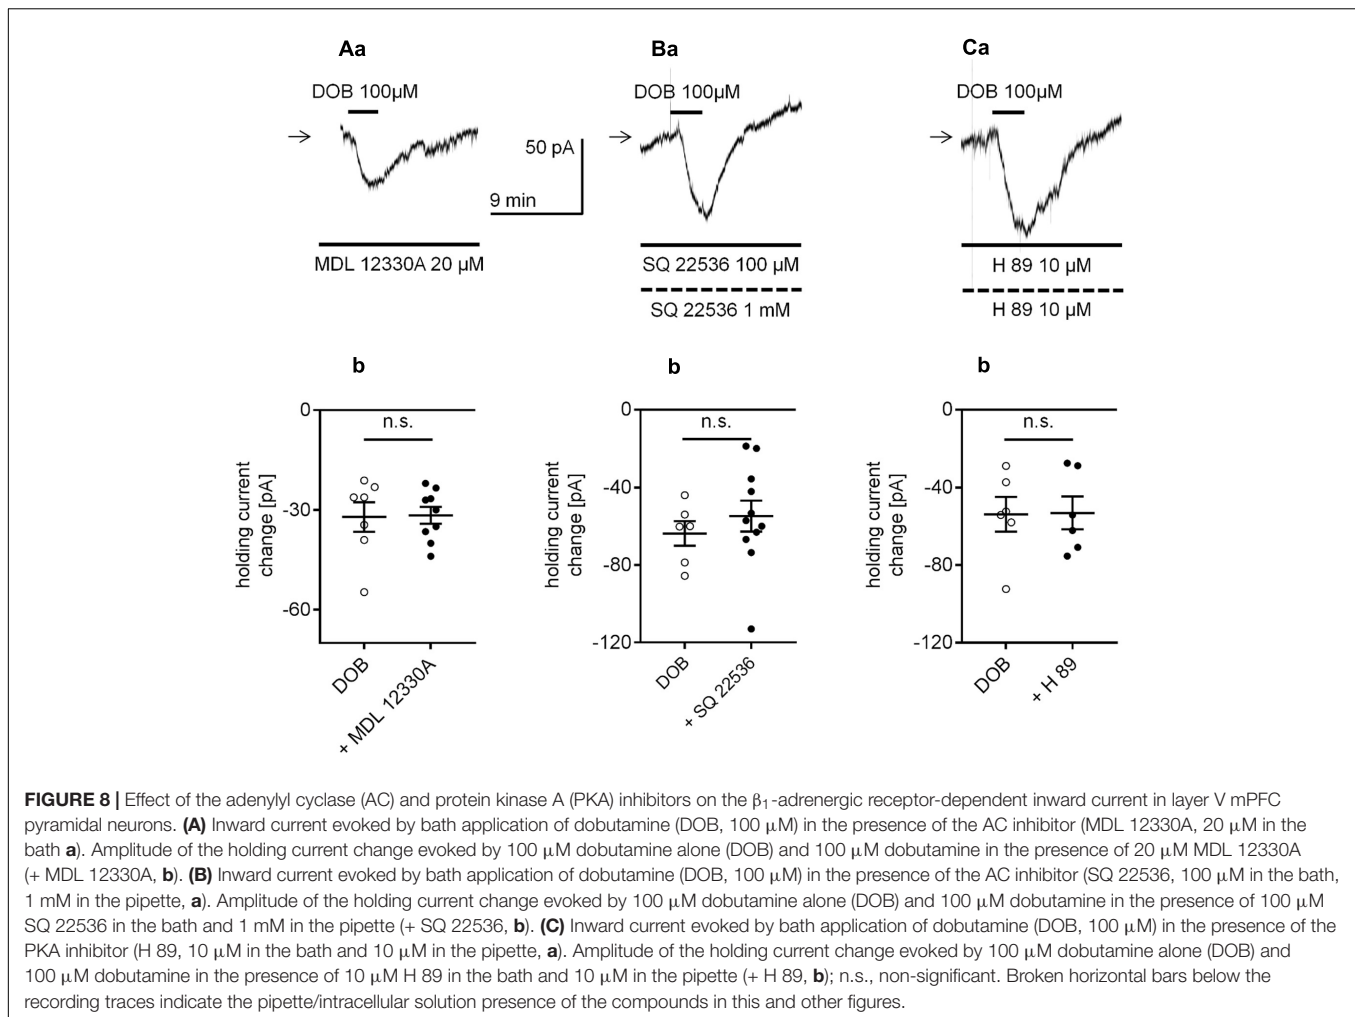 Aa
Ba
Ca
DOB 100µM
DOB 100µM
DOB 100µM
50 pA
9 min
MDL 12330A 20 µM
SQ 22536 100 µM
H 89 10 µM
SQ 22536 1 mM
H 89 10 µM
b
b
b
0
-30
-60
holding current
change [pA]
n.s.
DOB
+ MDL 12330A
0
-40
-80
-120
holding current
change [pA]
n.s.
DOB
+ SQ 22536
0
-40
-80
-120
holding current
change [pA]
n.s.
DOB
+ H 89
FIGURE 8 | Effect of the adenylyl cyclase (AC) and protein kinase A (PKA) inhibitors on the β₁-adrenergic receptor-dependent inward current in layer V mPFC
pyramidal neurons. (A) Inward current evoked by bath application of dobutamine (DOB, 100 µM) in the presence of the AC inhibitor (MDL 12330A, 20 µM in the
bath a). Amplitude of the holding current change evoked by 100 µM dobutamine alone (DOB) and 100 µM dobutamine in the presence of 20 µM MDL 12330A
(+ MDL 12330A, b). (B) Inward current evoked by bath application of dobutamine (DOB, 100 µM) in the presence of the AC inhibitor (SQ 22536, 100 µM in the bath,
1 mM in the pipette, a). Amplitude of the holding current change evoked by 100 µM dobutamine alone (DOB) and 100 µM dobutamine in the presence of 100 µM
SQ 22536 in the bath and 1 mM in the pipette (+ SQ 22536, b). (C) Inward current evoked by bath application of dobutamine (DOB, 100 µM) in the presence of the
PKA inhibitor (H 89, 10 µM in the bath and 10 µM in the pipette, a). Amplitude of the holding current change evoked by 100 µM dobutamine alone (DOB) and
100 µM dobutamine in the presence of 10 µM H 89 in the bath and 10 µM in the pipette (+ H 89, b); n.s., non-significant. Broken horizontal bars below the
recording traces indicate the pipette/intracellular solution presence of the compounds in this and other figures.